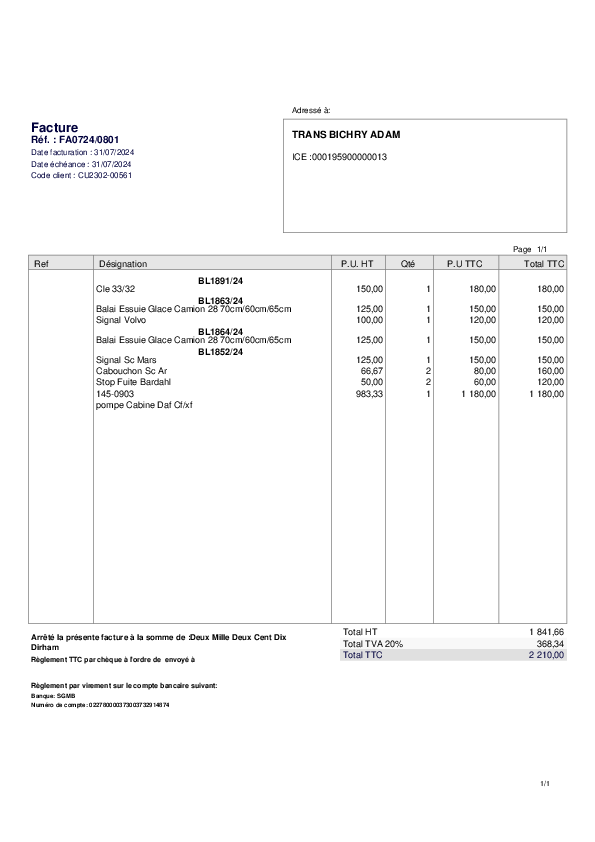 Adressé à:
Facture
Réf. : FA0724/0801
Date facturation : 31/07/2024
Date échéance : 31/07/2024
Code client : CU2302-00561
TRANS BICHRY ADAM
ICE :000195900000013
Page 1/1
Ref Désignation P.U. HT Qté P.U TTC Total TTC
BL1891/24
Cle 33/32 150,00 1 180,00 180,00
BL1863/24
Balai Essuie Glace Camion 28 70cm/60cm/65cm 125,00 1 150,00 150,00
Signal Volvo 100,00 1 120,00 120,00
BL1864/24
Balai Essuie Glace Camion 28 70cm/60cm/65cm 125,00 1 150,00 150,00
BL1852/24
Signal Sc Mars 125,00 1 150,00 150,00
Cabouchon Sc Ar 66,67 2 80,00 160,00
Stop Fuite Bardahl 50,00 2 60,00 120,00
145-0903 983,33 1 1 180,00 1 180,00
pompe Cabine Daf Cf/xf
Total HT 1 841,66
Total TVA 20% 368,34
Total TTC 2 210,00
Arrêté la présente facture à la somme de :Deux Mille Deux Cent Dix
Dirham
Règlement TTC par chèque à l'ordre de envoyé à
Règlement par virement sur le compte bancaire suivant:
Banque: SGMB
Numéro de compte: 022780000373003732914874
1/1